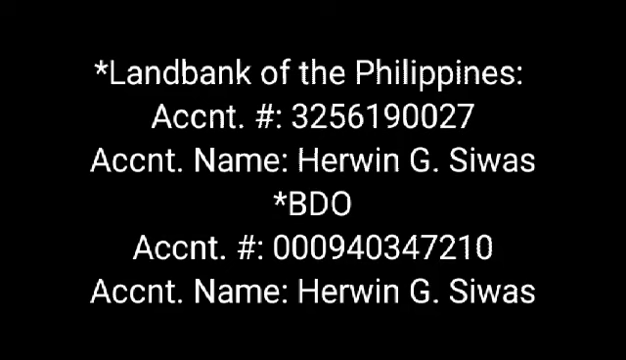 *Landbank of the Philippines:
Accnt. #: 3256190027
Accnt. Name: Herwin G. Siwas
*BDO
Accnt. #: 000940347210
Accnt. Name: Herwin G. Siwas